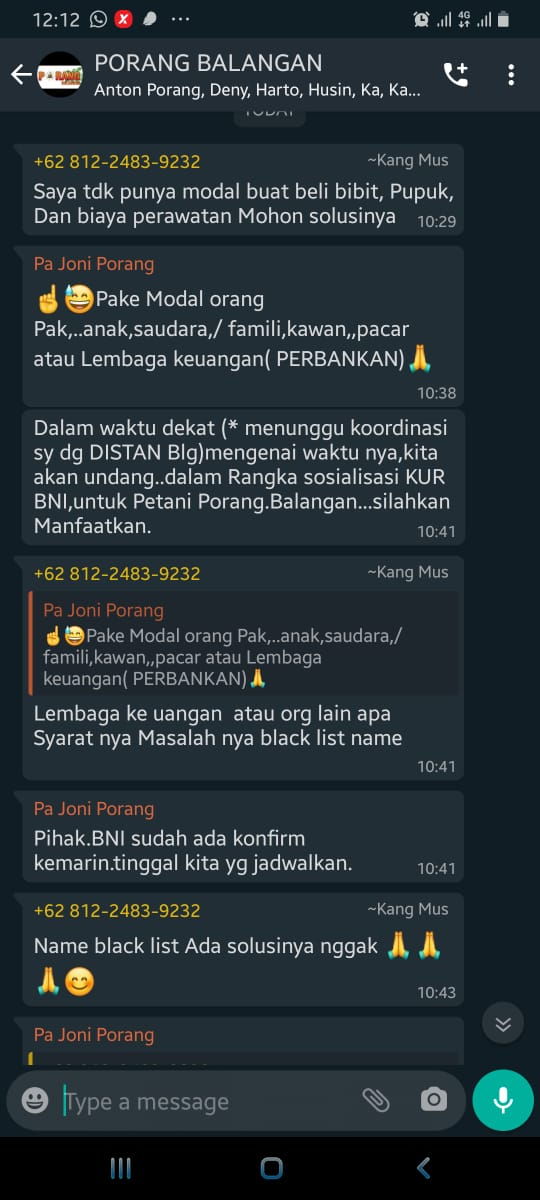 12:12
4G
PORANG BALANGAN
Anton Porang, Deny, Harto, Husin, Ka, Ka...
TODAY
+62 812-2483-9232 ~Kang Mus
Saya tdk punya modal buat beli bibit, Pupuk,
Dan biaya perawatan Mohon solusinya 10:29
Pa Joni Porang
☝😅Pake Modal orang
Pak,..anak,saudara,/ famili,kawan,,pacar
atau Lembaga keuangan( PERBANKAN)🙏
10:38
Dalam waktu dekat (* menunggu koordinasi
sy dg DISTAN Blg)mengenai waktu nya,kita
akan undang..dalam Rangka sosialisasi KUR
BNI,untuk Petani Porang.Balangan...silahkan
Manfaatkan. 10:41
+62 812-2483-9232 ~Kang Mus
Pa Joni Porang
☝😅Pake Modal orang Pak,..anak,saudara,/
famili,kawan,,pacar atau Lembaga
keuangan( PERBANKAN)🙏
Lembaga ke uangan atau org lain apa
Syarat nya Masalah nya black list name
10:41
Pa Joni Porang
Pihak.BNI sudah ada konfirm
kemarin.tinggal kita yg jadwalkan. 10:41
+62 812-2483-9232 ~Kang Mus
Name black list Ada solusinya nggak 🙏 🙏
🙏😊
10:43
Pa Joni Porang
Type a message